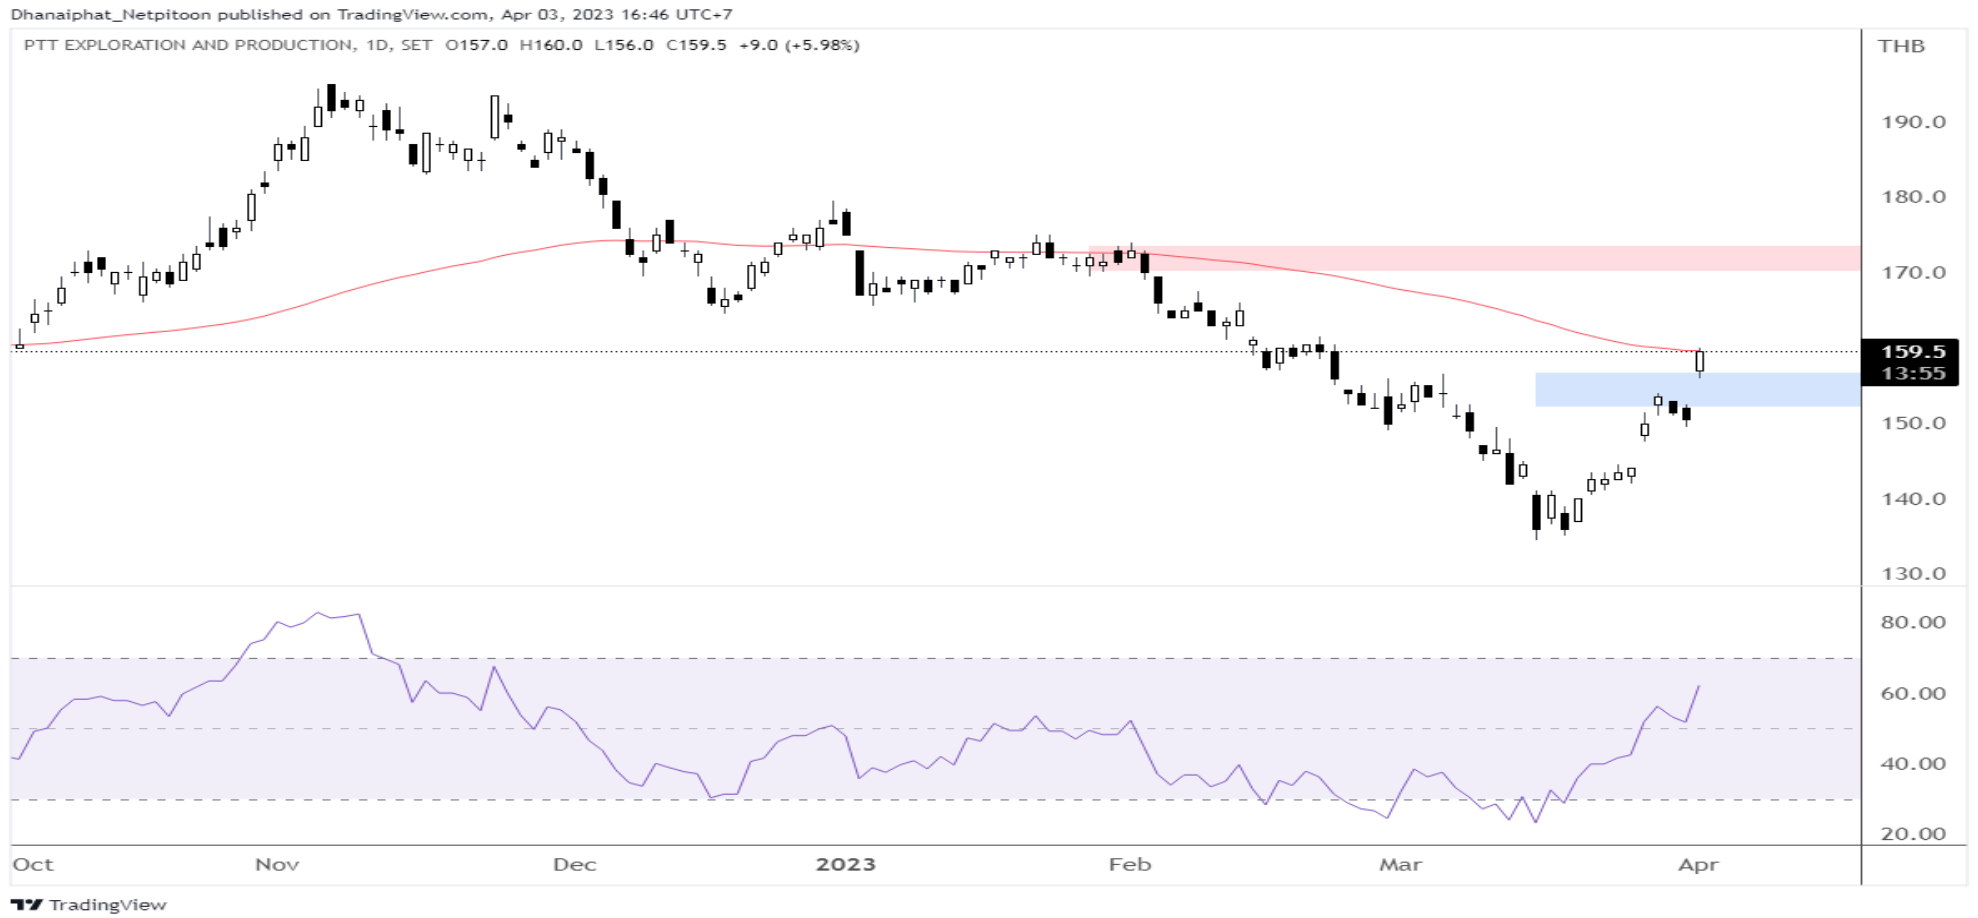 Dhanaiphat_Netpitoon published on TradingView.com, Apr 03, 2023 16:46 UTC+7
PTT EXPLORATION AND PRODUCTION, 1D, SET O157.0 H160.0 L156.0 C159.5 +9.0 (+5.98%)
THB
190.0
180.0
170.0
159.5
13:55
150.0
140.0
130.0
80.00
60.00
40.00
20.00
Oct Nov Dec 2023 Feb Mar Apr
TradingView